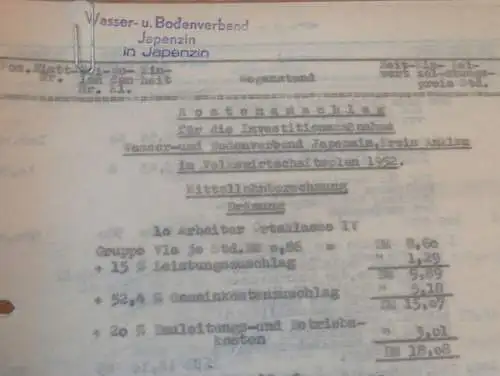 Wasser- u. Bodenverband
Japenzin
in Japenzin
Gegenstand
Kostenanschlag
für die Investitionsmaßnahme
Wasser-und Bodenverband Japenzin, Kreis Anklam
im Volkswirtschaftsplan 1952.
Mittellohnberechnung
Dränung
10 Arbeiter Ortsklasse IV
Gruppe VIa je Std. DM 0,86 = DM 8,60
+ 15 % Leistungszuschlag " 1,29
DM 9,89
+ 52,4 % Gemeinkostenzuschlag " 5,18
DM 15,07
+ 20 % Bauleitungs-und Betriebs-
kosten " 3,01
DM 18,08